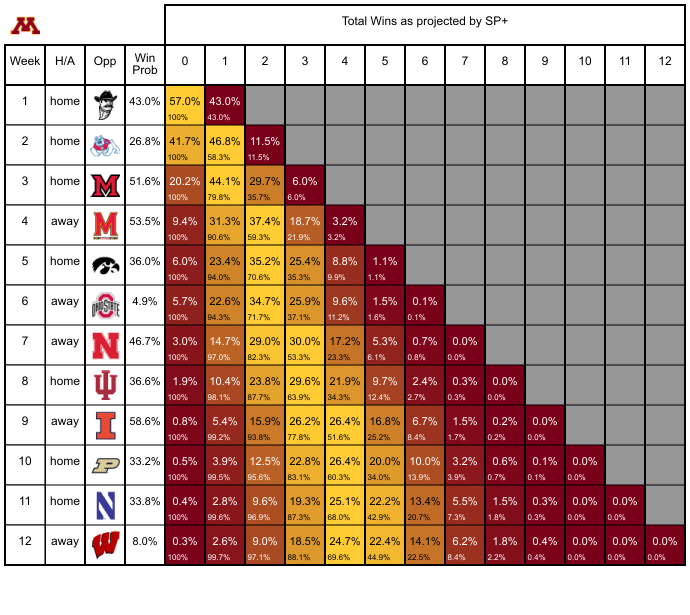 M
Total Wins as projected by SP+
Week H/A Opp Win Prob 0 1 2 3 4 5 6 7 8 9 10 11 12
1 home 43.0% 57.0% 43.0%
100% 43.0%
2 home 26.8% 41.7% 46.8% 11.5%
100% 58.3% 11.5%
3 home M 51.6% 20.2% 44.1% 29.7% 6.0%
100% 79.8% 35.7% 6.0%
4 away M 53.5% 9.4% 31.3% 37.4% 18.7% 3.2%
100% 90.6% 59.3% 21.9% 3.2%
5 home 36.0% 6.0% 23.4% 35.2% 25.4% 8.8% 1.1%
100% 94.0% 70.6% 35.3% 9.9% 1.1%
6 away OHIO STATE 4.9% 5.7% 22.6% 34.7% 25.9% 9.6% 1.5% 0.1%
100% 94.3% 71.7% 37.1% 11.2% 1.6% 0.1%
7 away N 46.7% 3.0% 14.7% 29.0% 30.0% 17.2% 5.3% 0.7% 0.0%
100% 97.0% 82.3% 53.3% 23.3% 6.1% 0.8% 0.0%
8 home IU 36.6% 1.9% 10.4% 23.8% 29.6% 21.9% 9.7% 2.4% 0.3% 0.0%
100% 98.1% 87.7% 63.9% 34.3% 12.4% 2.7% 0.3% 0.0%
9 away I 58.6% 0.8% 5.4% 15.9% 26.2% 26.4% 16.8% 6.7% 1.5% 0.2% 0.0%
100% 99.2% 93.8% 77.8% 51.6% 25.2% 8.4% 1.7% 0.2% 0.0%
10 home P 33.2% 0.5% 3.9% 12.5% 22.8% 26.4% 20.0% 10.0% 3.2% 0.6% 0.1% 0.0%
100% 99.5% 95.6% 83.1% 60.3% 34.0% 13.9% 3.9% 0.7% 0.1% 0.0%
11 home N 33.8% 0.4% 2.8% 9.6% 19.3% 25.1% 22.2% 13.4% 5.5% 1.5% 0.3% 0.0% 0.0%
100% 99.6% 96.9% 87.3% 68.0% 42.9% 20.7% 7.3% 1.8% 0.3% 0.0% 0.0%
12 away W 8.0% 0.3% 2.6% 9.0% 18.5% 24.7% 22.4% 14.1% 6.2% 1.8% 0.4% 0.0% 0.0% 0.0%
100% 99.7% 97.1% 88.1% 69.6% 44.9% 22.5% 8.4% 2.2% 0.4% 0.0% 0.0% 0.0%